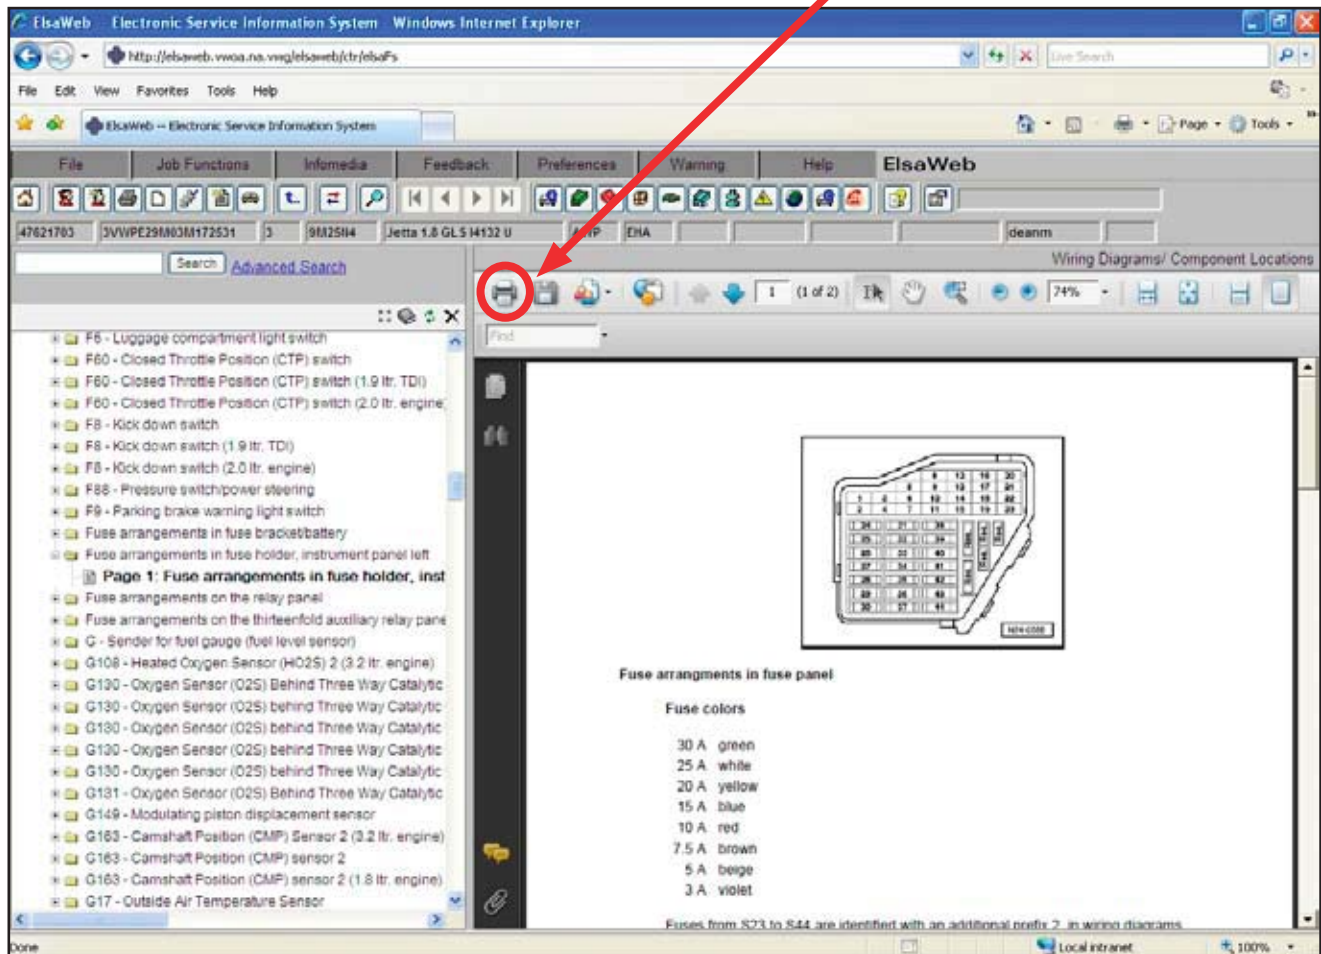 ElsaWeb Electronic Service Information System Windows Internet Explorer
http://elsaweb.vwoa.na.vwg/elsaweb/ctr/elsaFs
Live Search
File Edit View Favorites Tools Help
ElsaWeb -- Electronic Service Information System
Page Tools
File Job Functions Infomedia Feedback Preferences Warning Help ElsaWeb
47621703 3VWPE29M03M172531 3 9M25N4 Jetta 1.8 GLS I4132 U EHA deanm
Search Advanced Search
Wiring Diagrams/ Component Locations
1 (1 of 2) 74%
Find
F6 - Luggage compartment light switch
F60 - Closed Throttle Position (CTP) switch
F60 - Closed Throttle Position (CTP) switch (1.9 ltr. TDI)
F60 - Closed Throttle Position (CTP) switch (2.0 ltr. engine)
F8 - Kick down switch
F8 - Kick down switch (1.9 ltr. TDI)
F8 - Kick down switch (2.0 ltr. engine)
F88 - Pressure switch/power steering
F9 - Parking brake warning light switch
Fuse arrangements in fuse bracket/battery
Fuse arrangements in fuse holder, instrument panel left
Page 1: Fuse arrangements in fuse holder, inst
Fuse arrangements on the relay panel
Fuse arrangements on the thirteenfold auxiliary relay pane
G - Sender for fuel gauge (fuel level sensor)
G108 - Heated Oxygen Sensor (HO2S) 2 (3.2 ltr. engine)
G130 - Oxygen Sensor (O2S) Behind Three Way Catalytic
G130 - Oxygen Sensor (O2S) behind Three Way Catalytic
G130 - Oxygen Sensor (O2S) behind Three Way Catalytic
G130 - Oxygen Sensor (O2S) behind Three Way Catalytic
G130 - Oxygen Sensor (O2S) behind Three Way Catalytic
G131 - Oxygen Sensor (O2S) Behind Three Way Catalytic
G149 - Modulating piston displacement sensor
G163 - Camshaft Position (CMP) Sensor 2 (3.2 ltr. engine)
G163 - Camshaft Position (CMP) sensor 2
G163 - Camshaft Position (CMP) sensor 2 (1.8 ltr. engine)
G17 - Outside Air Temperature Sensor
Fuse arrangments in fuse panel
Fuse colors
30 A green
25 A white
20 A yellow
15 A blue
10 A red
7.5 A brown
5 A beige
3 A violet
Fuses from S23 to S44 are identified with an additional prefix 2, in wiring diagrams
Done Local intranet 100%